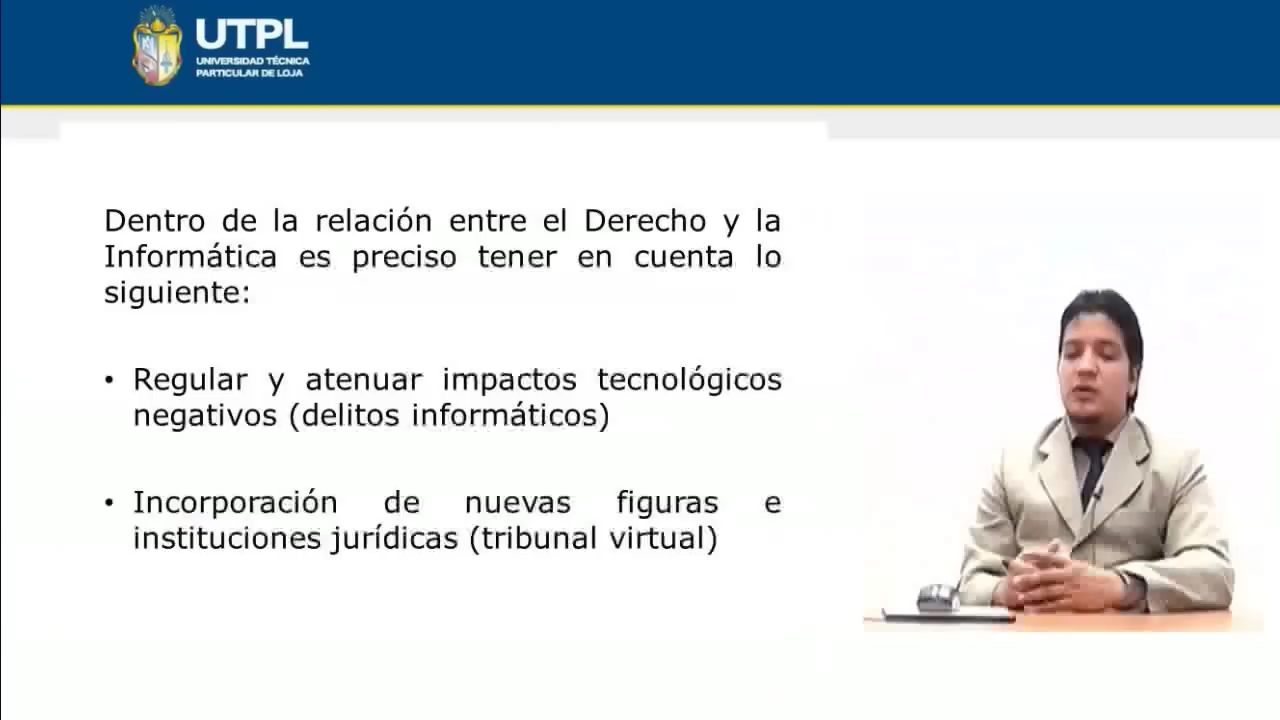 UTPL
UNIVERSIDAD TÉCNICA
PARTICULAR DE LOJA
Dentro de la relación entre el Derecho y la
Informática es preciso tener en cuenta lo
siguiente:
• Regular y atenuar impactos tecnológicos
negativos (delitos informáticos)
• Incorporación de nuevas figuras e
instituciones jurídicas (tribunal virtual)